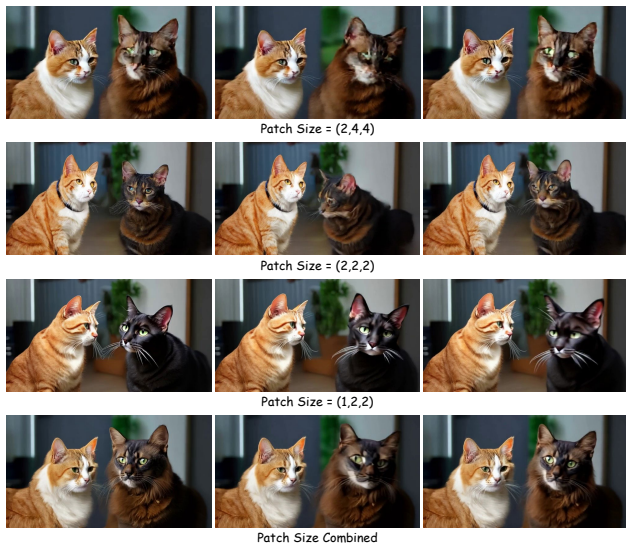 Patch Size = (2,4,4)
Patch Size = (2,2,2)
Patch Size = (1,2,2)
Patch Size Combined